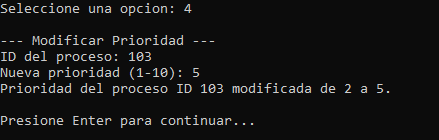 Seleccione una opcion: 4
--- Modificar Prioridad ---
ID del proceso: 103
Nueva prioridad (1-10): 5
Prioridad del proceso ID 103 modificada de 2 a 5.
Presione Enter para continuar...